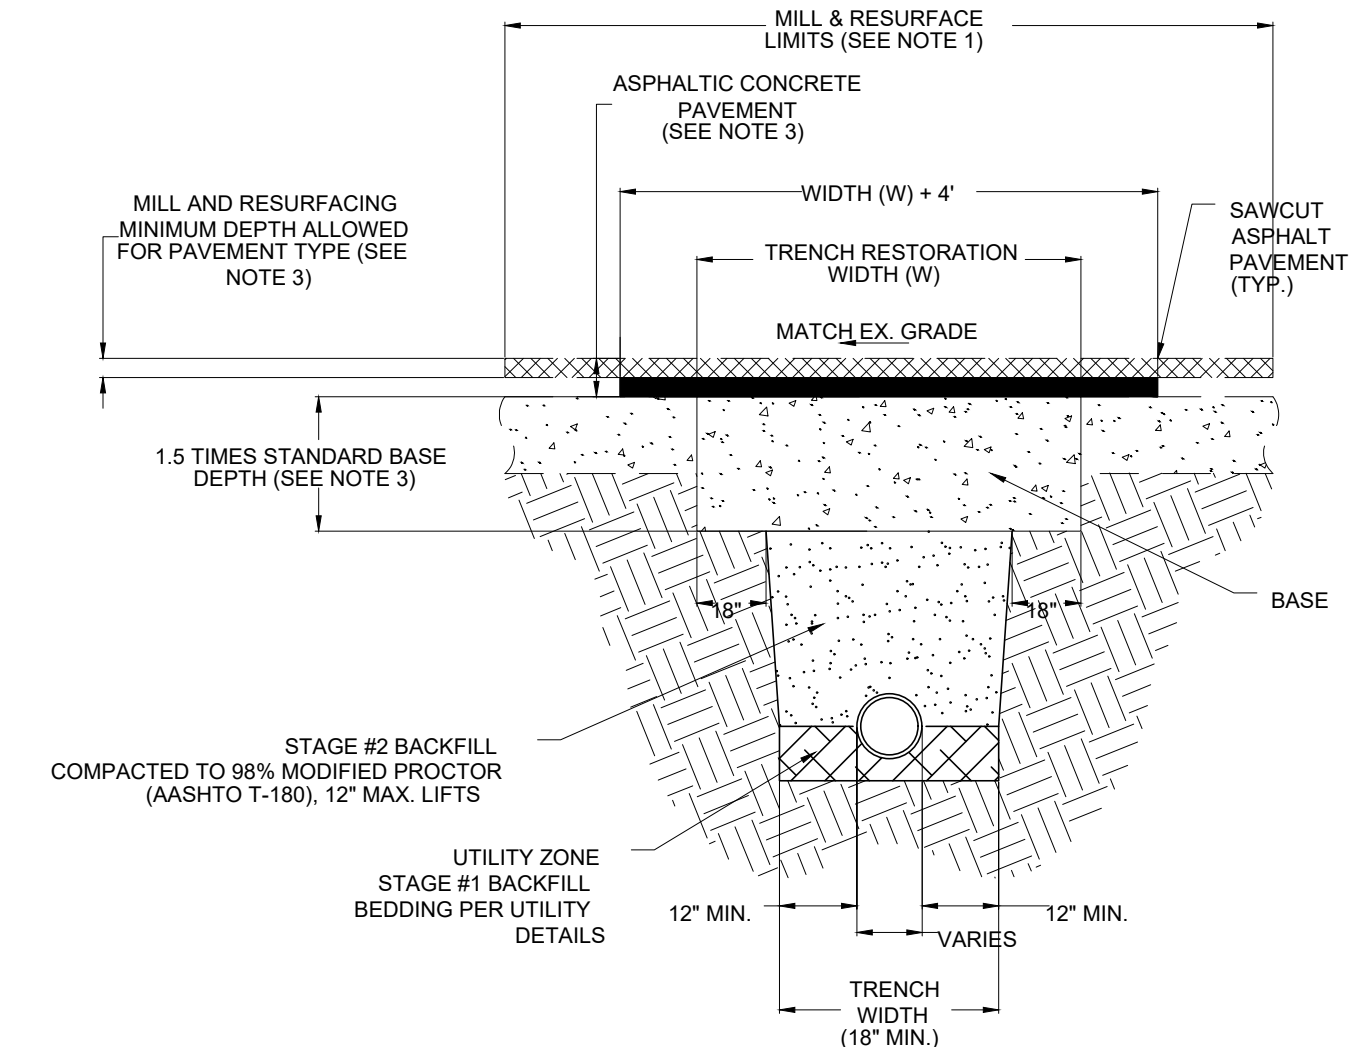 MILL & RESURFACE
LIMITS (SEE NOTE 1)
ASPHALTIC CONCRETE
PAVEMENT
(SEE NOTE 3)
WIDTH (W) + 4'
MILL AND RESURFACING
MINIMUM DEPTH ALLOWED
FOR PAVEMENT TYPE (SEE
NOTE 3)
SAWCUT
ASPHALT
PAVEMENT
(TYP.)
TRENCH RESTORATION
WIDTH (W)
MATCH EX. GRADE
1.5 TIMES STANDARD BASE
DEPTH (SEE NOTE 3)
18"
18"
BASE
STAGE #2 BACKFILL
COMPACTED TO 98% MODIFIED PROCTOR
(AASHTO T-180), 12" MAX. LIFTS
UTILITY ZONE
STAGE #1 BACKFILL
BEDDING PER UTILITY
DETAILS
12" MIN.
12" MIN.
VARIES
TRENCH
WIDTH
(18" MIN.)